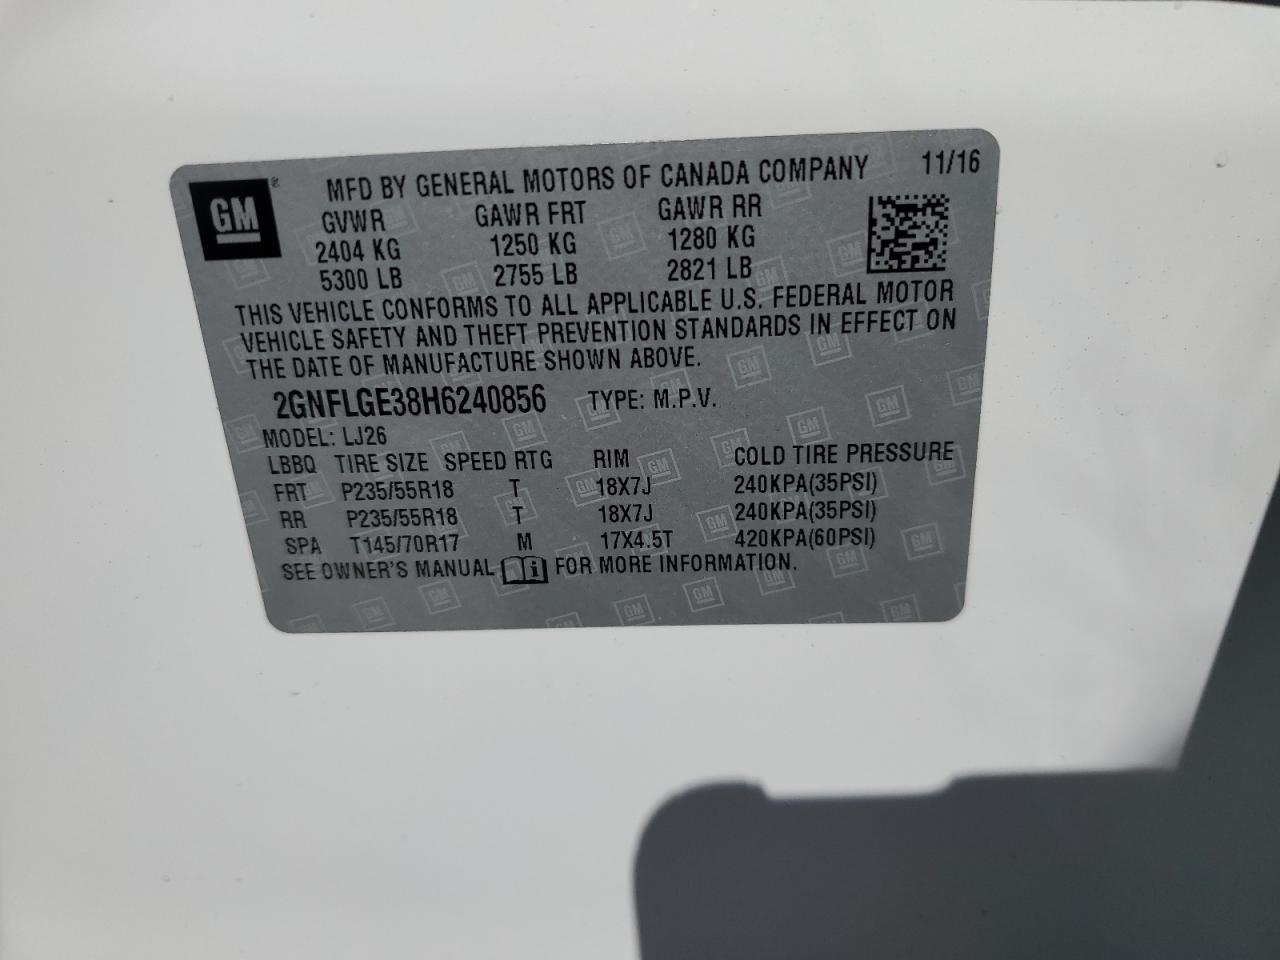 GM ®
MFD BY GENERAL MOTORS OF CANADA COMPANY 11/16
GVWR GAWR FRT GAWR RR
2404 KG 1250 KG 1280 KG
5300 LB 2755 LB 2821 LB
THIS VEHICLE CONFORMS TO ALL APPLICABLE U.S. FEDERAL MOTOR
VEHICLE SAFETY AND THEFT PREVENTION STANDARDS IN EFFECT ON
THE DATE OF MANUFACTURE SHOWN ABOVE.
2GNFLGE38H6240856 TYPE: M.P.V.
MODEL: LJ26
LBBQ TIRE SIZE SPEED RTG RIM COLD TIRE PRESSURE
FRT P235/55R18 T 18X7J 240KPA(35PSI)
RR P235/55R18 T 18X7J 240KPA(35PSI)
SPA T145/70R17 M 17X4.5T 420KPA(60PSI)
SEE OWNER'S MANUAL i FOR MORE INFORMATION.